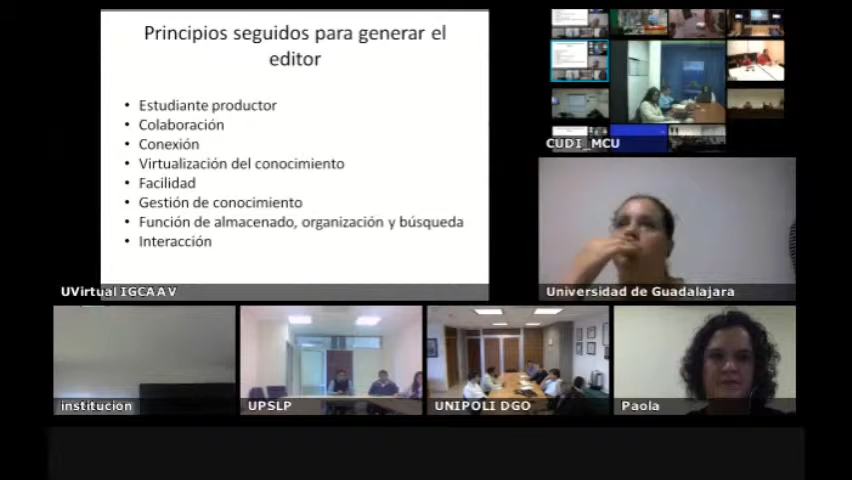 Principios seguidos para generar el
editor
• Estudiante productor
• Colaboración
• Conexión
• Virtualización del conocimiento
• Facilidad
• Gestión de conocimiento
• Función de almacenado, organización y búsqueda
• Interacción
UVirtual IGCAAV
CUDI_MCU
Universidad de Guadalajara
institucion
UPSLP
UNIPOLI DGO
Paola